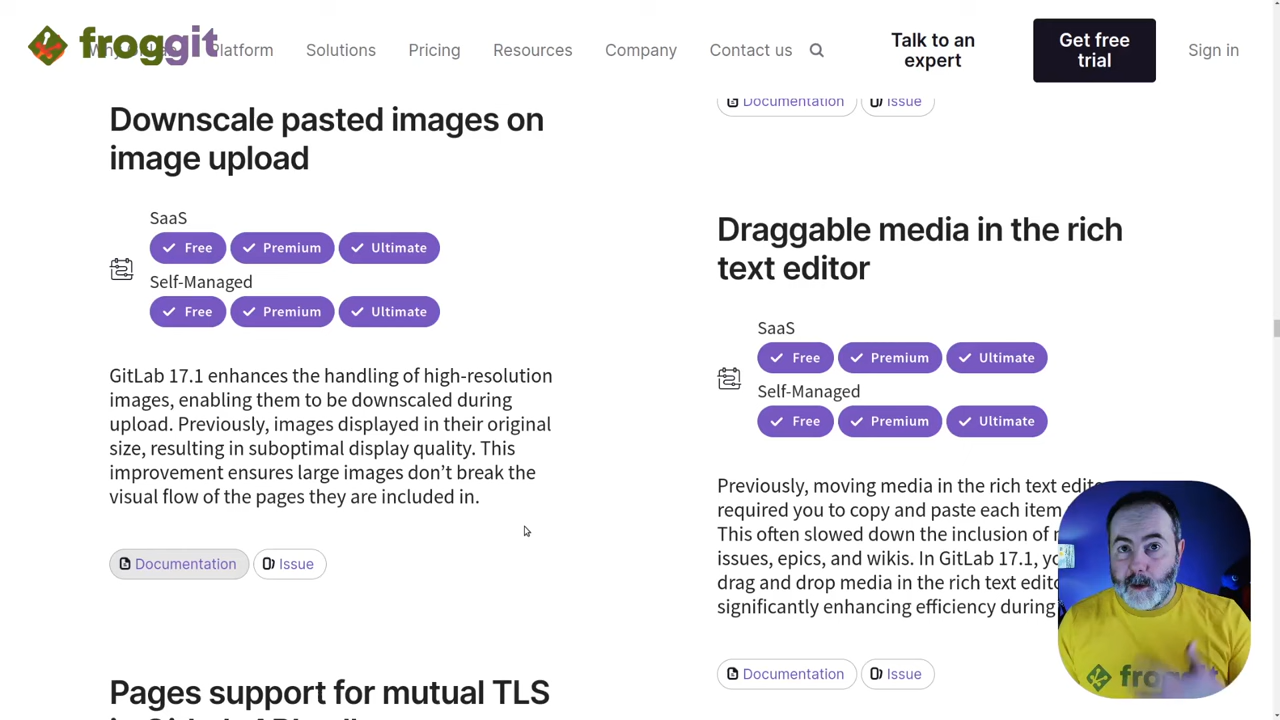 froggit
Platform
Solutions
Pricing
Resources
Company
Contact us
Talk to an
expert
Get free
trial
Sign in
Downscale pasted images on
image upload
SaaS
Free
Premium
Ultimate
Self-Managed
Free
Premium
Ultimate
GitLab 17.1 enhances the handling of high-resolution
images, enabling them to be downscaled during
upload. Previously, images displayed in their original
size, resulting in suboptimal display quality. This
improvement ensures large images don’t break the
visual flow of the pages they are included in.
Documentation
Issue
Pages support for mutual TLS
Documentation
Issue
Draggable media in the rich
text editor
SaaS
Free
Premium
Ultimate
Self-Managed
Free
Premium
Ultimate
Previously, moving media in the rich text edito
required you to copy and paste each item
This often slowed down the inclusion of
issues, epics, and wikis. In GitLab 17.1, yo
drag and drop media in the rich text edito
significantly enhancing efficiency during
Documentation
Issue
frogg